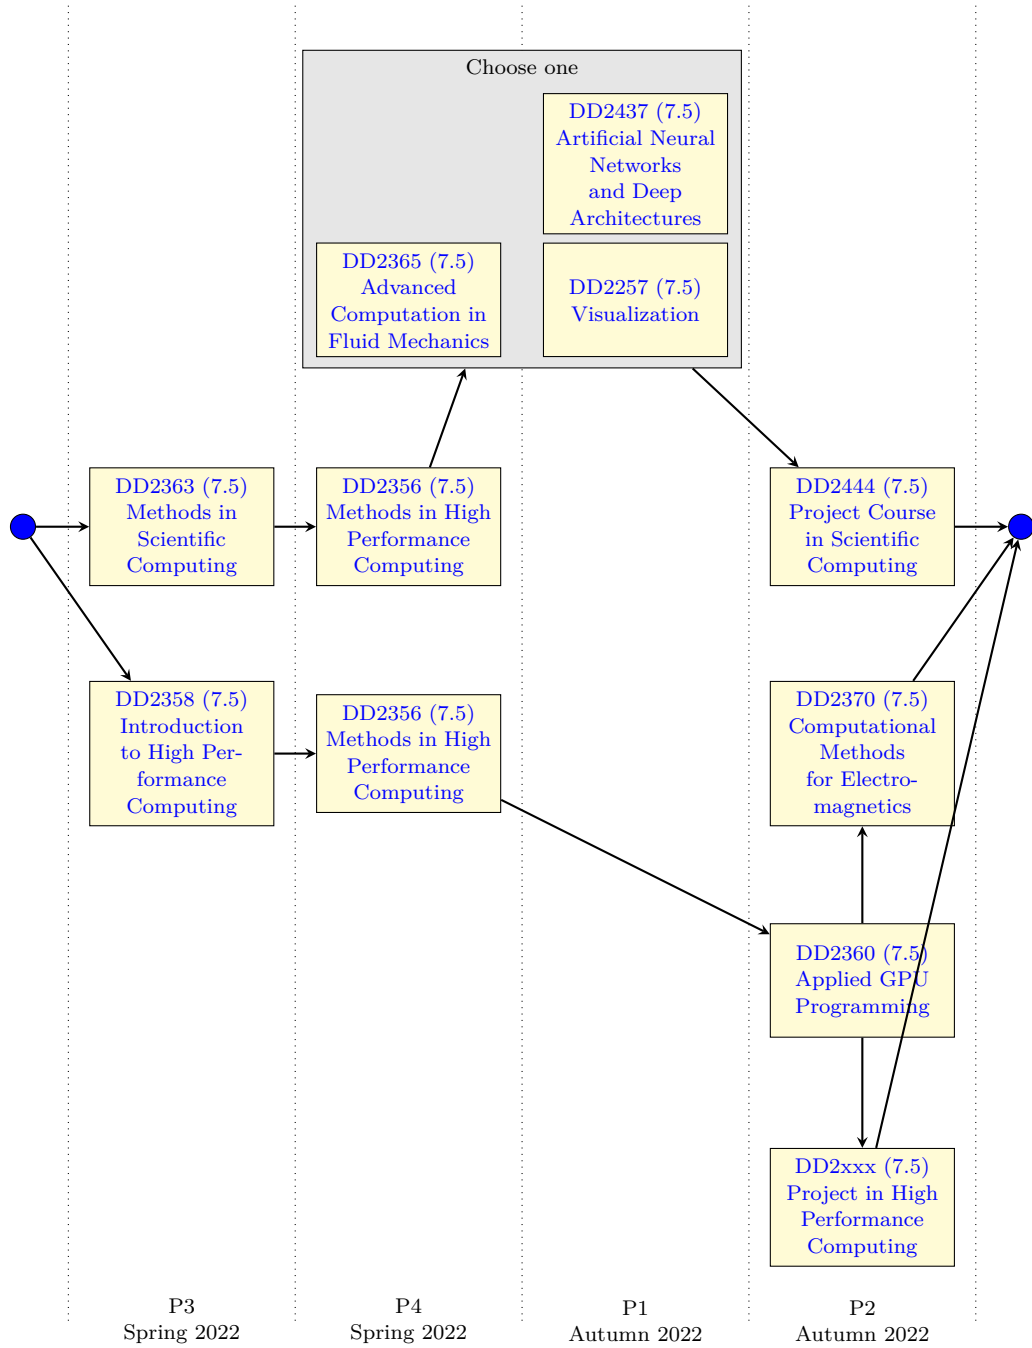 Choose one
DD2437 (7.5)
Artificial Neural
Networks
and Deep
Architectures
DD2365 (7.5)
Advanced
Computation in
Fluid Mechanics
DD2257 (7.5)
Visualization
DD2363 (7.5)
Methods in
Scientific
Computing
DD2356 (7.5)
Methods in High
Performance
Computing
DD2444 (7.5)
Project Course
in Scientific
Computing
DD2358 (7.5)
Introduction
to High Per-
formance
Computing
DD2356 (7.5)
Methods in High
Performance
Computing
DD2370 (7.5)
Computational
Methods
for Electro-
magnetics
DD2360 (7.5)
Applied GPU
Programming
DD2xxx (7.5)
Project in High
Performance
Computing
P3
Spring 2022
P4
Spring 2022
P1
Autumn 2022
P2
Autumn 2022